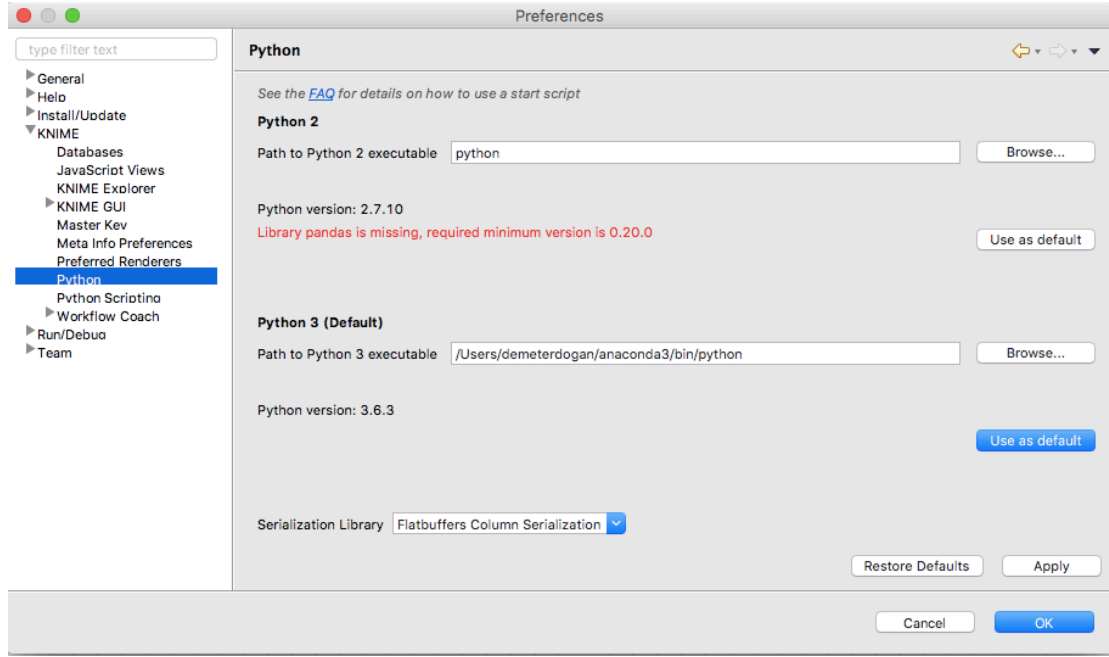 Preferences
type filter text
General
Help
Install/Update
KNIME
Databases
JavaScript Views
KNIME Explorer
KNIME GUI
Master Key
Meta Info Preferences
Preferred Renderers
Python
Python Scripting
Workflow Coach
Run/Debug
Team
Python
See the FAQ for details on how to use a start script
Python 2
Path to Python 2 executable python Browse...
Python version: 2.7.10
Library pandas is missing, required minimum version is 0.20.0
Use as default
Python 3 (Default)
Path to Python 3 executable /Users/demeterdogan/anaconda3/bin/python Browse...
Python version: 3.6.3
Use as default
Serialization Library Flatbuffers Column Serialization
Restore Defaults Apply
Cancel OK